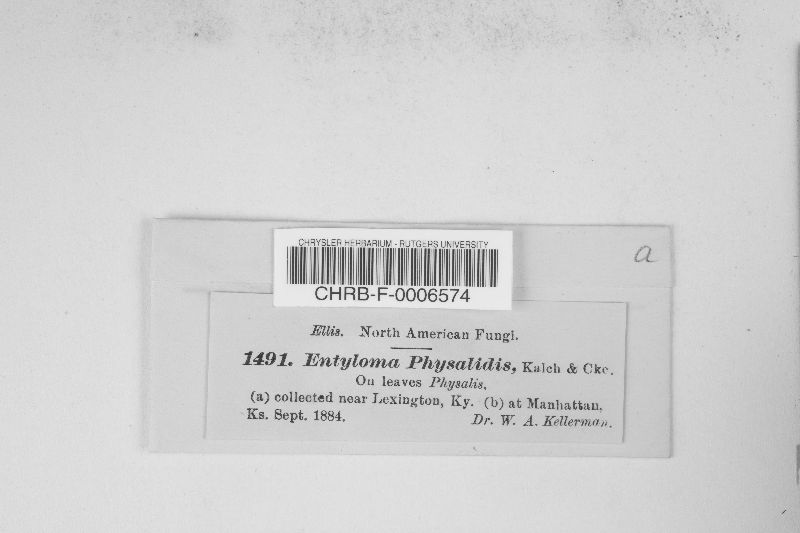 CHRYSLER HERBARIUM - RUTGERS UNIVERSITY
CHRB-F-0006574
a
Ellis. North American Fungi.
1491. Entyloma Physalidis, Kalch & Cke.
On leaves Physalis,
(a) collected near Lexington, Ky. (b) at Manhattan,
Ks. Sept. 1884. Dr. W. A. Kellerman.